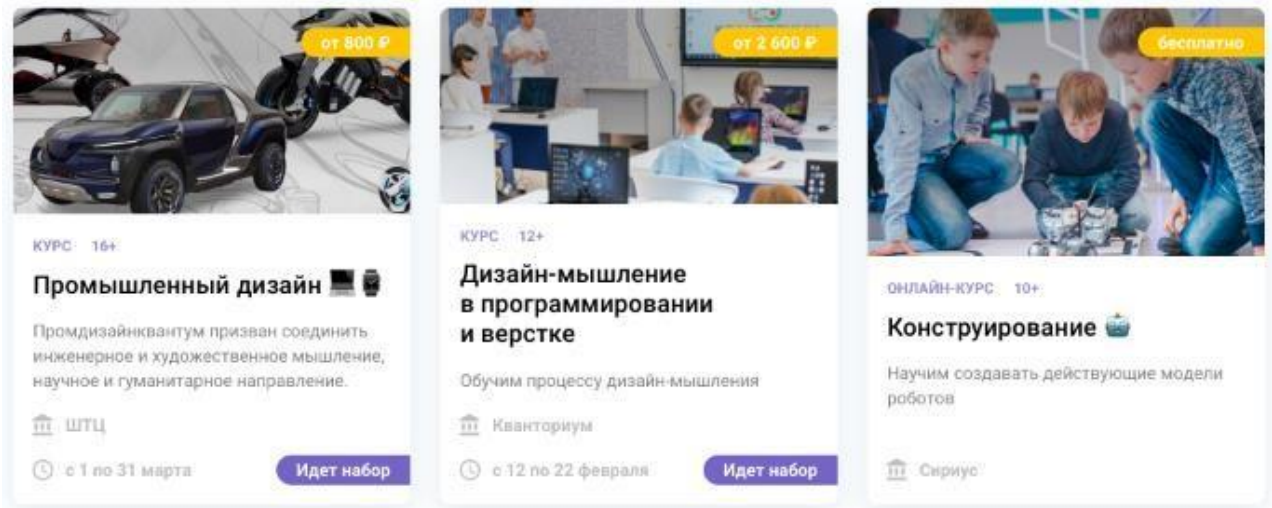 от 800 ₽
КУРС 16+
Промышленный дизайн 💻⌚
Промдизайнквантум призван соединить
инженерное и художественное мышление,
научное и гуманитарное направление.
ШТЦ
с 1 по 31 марта
Идет набор
от 2 600 ₽
КУРС 12+
Дизайн-мышление
в программировании
и верстке
Обучим процессу дизайн-мышления
Кванториум
с 12 по 22 февраля
Идет набор
бесплатно
ОНЛАЙН-КУРС 10+
Конструирование 🤖
Научим создавать действующие модели
роботов
Сириус